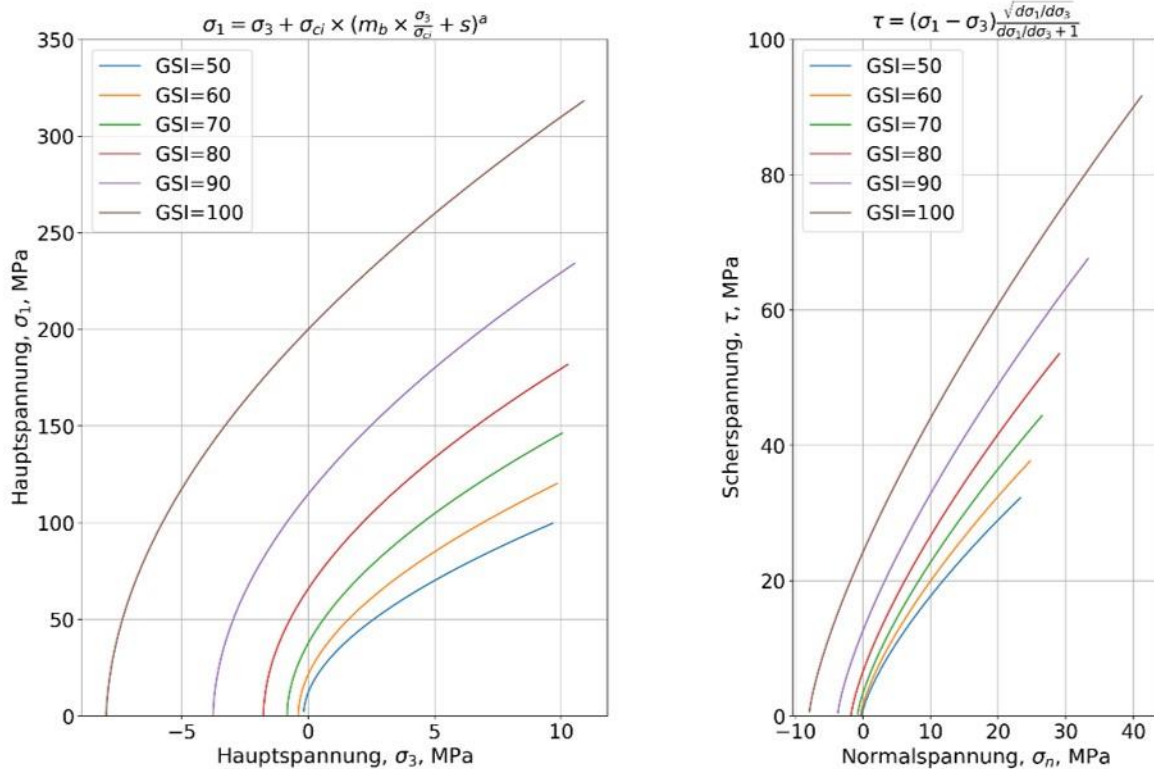 σ₁ = σ₃ + σ_ci × (m_b × σ₃/σ_ci + s)^a
350
300
250
200
150
100
50
0
Hauptspannung, σ₁, MPa
GSI=50
GSI=60
GSI=70
GSI=80
GSI=90
GSI=100
−5
0
5
10
Hauptspannung, σ₃, MPa
τ = (σ₁ − σ₃) √(dσ₁/dσ₃) / (dσ₁/dσ₃ + 1)
100
80
60
40
20
0
Scherspannung, τ, MPa
GSI=50
GSI=60
GSI=70
GSI=80
GSI=90
GSI=100
−10
0
10
20
30
40
Normalspannung, σₙ, MPa